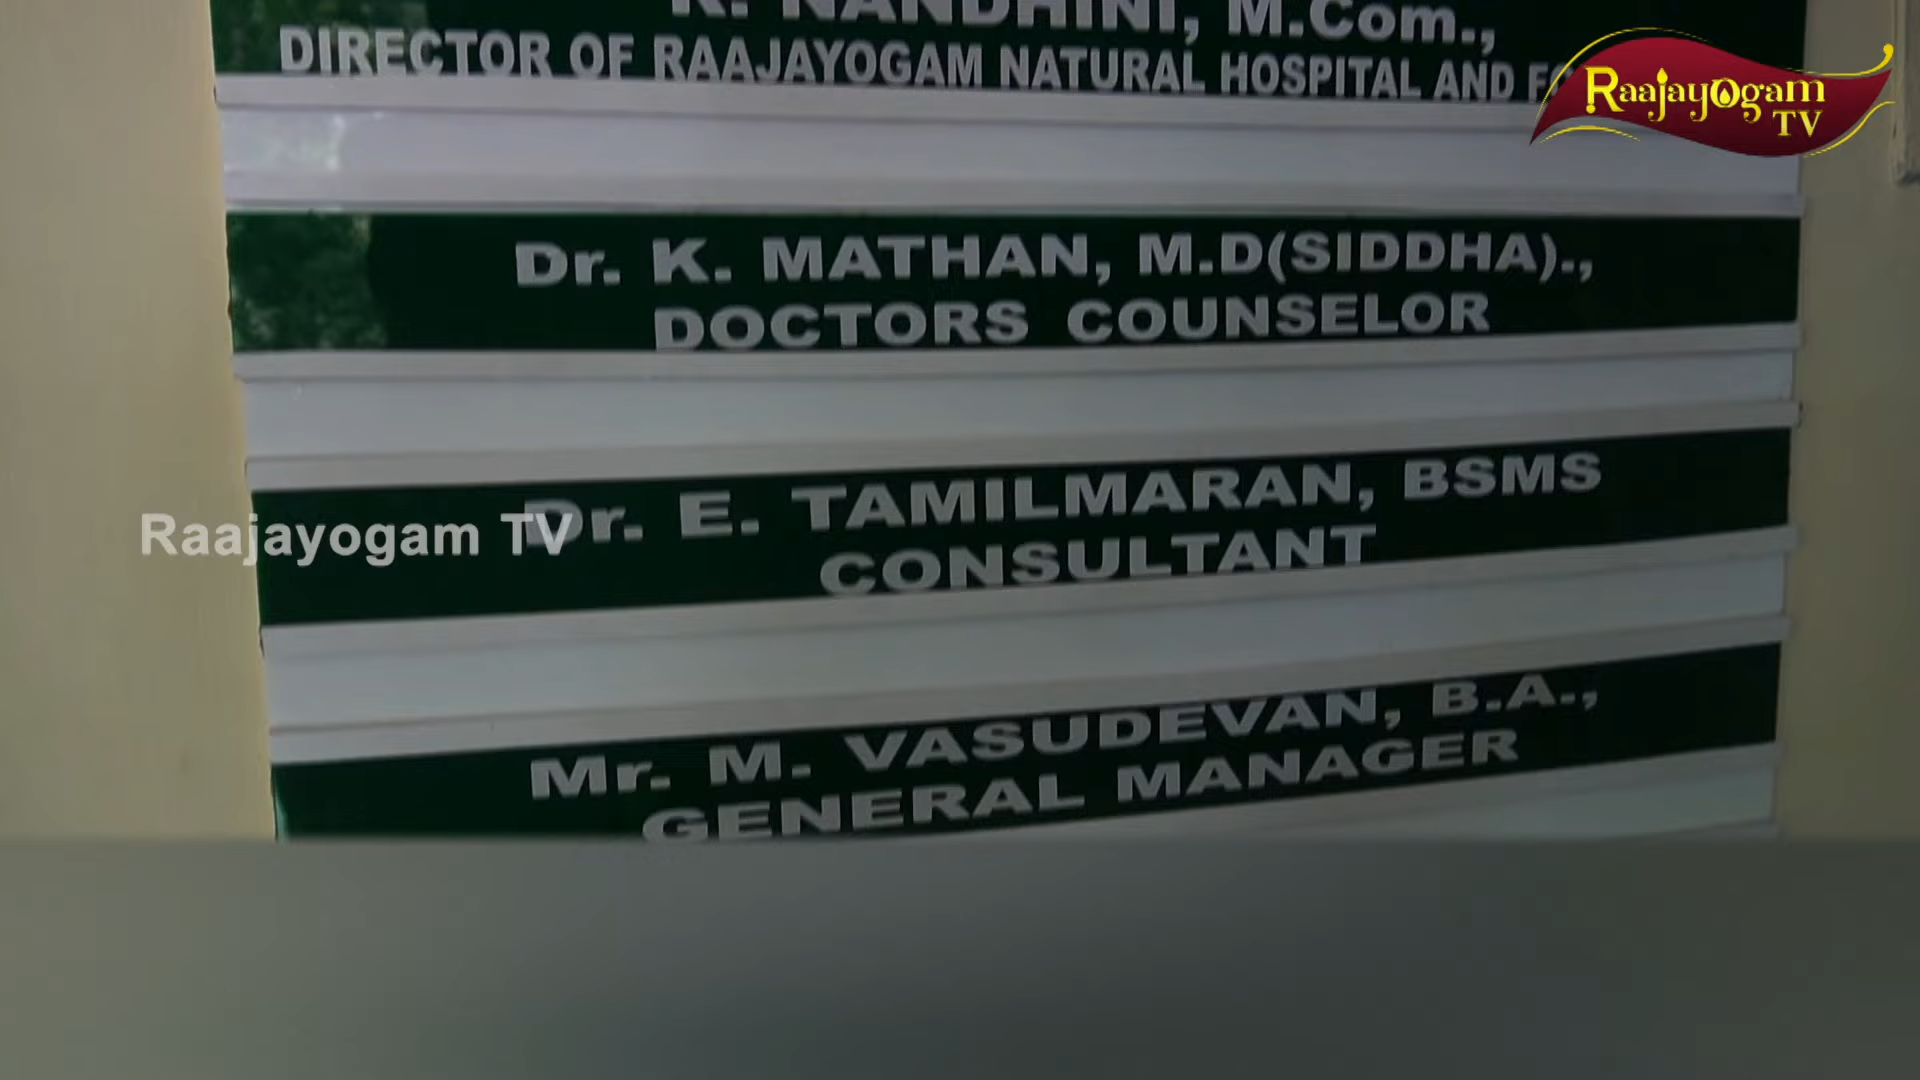 K. NANDHINI, M.Com.,
DIRECTOR OF RAAJAYOGAM NATURAL HOSPITAL AND
Raajayogam
TV
Dr. K. MATHAN, M.D(SIDDHA).,
DOCTORS COUNSELOR
Dr. E. TAMILMARAN, BSMS
CONSULTANT
Raajayogam TV
Mr. M. VASUDEVAN, B.A.,
GENERAL MANAGER